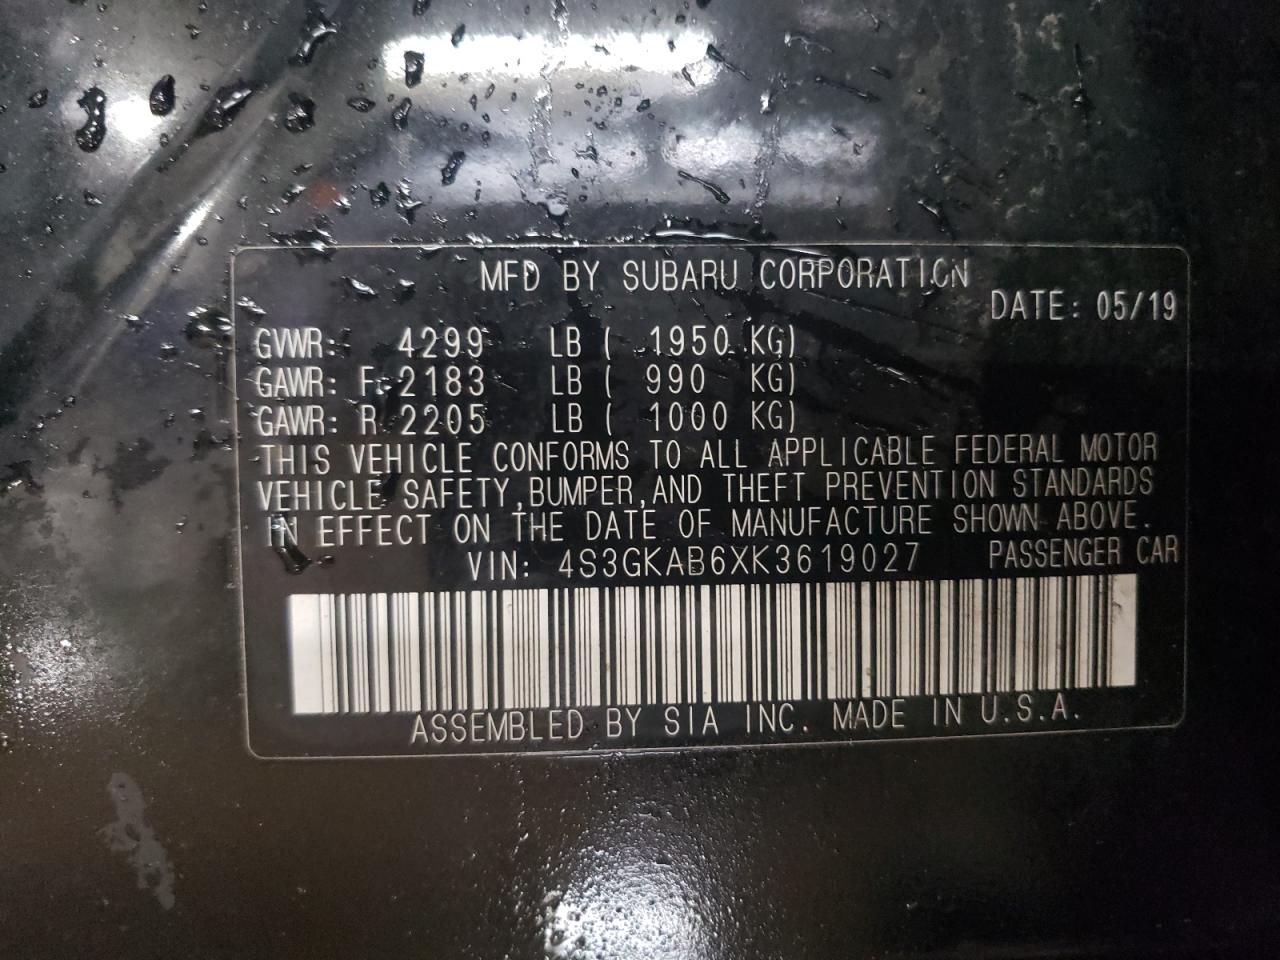 MFD BY SUBARU CORPORATION
DATE: 05/19
GVWR: 4299 LB ( 1950 KG)
GAWR: F 2183 LB ( 990 KG)
GAWR: R 2205 LB ( 1000 KG)
THIS VEHICLE CONFORMS TO ALL APPLICABLE FEDERAL MOTOR
VEHICLE SAFETY, BUMPER, AND THEFT PREVENTION STANDARDS
IN EFFECT ON THE DATE OF MANUFACTURE SHOWN ABOVE.
VIN: 4S3GKAB6XK3619027 PASSENGER CAR
ASSEMBLED BY SIA INC. MADE IN U.S.A.